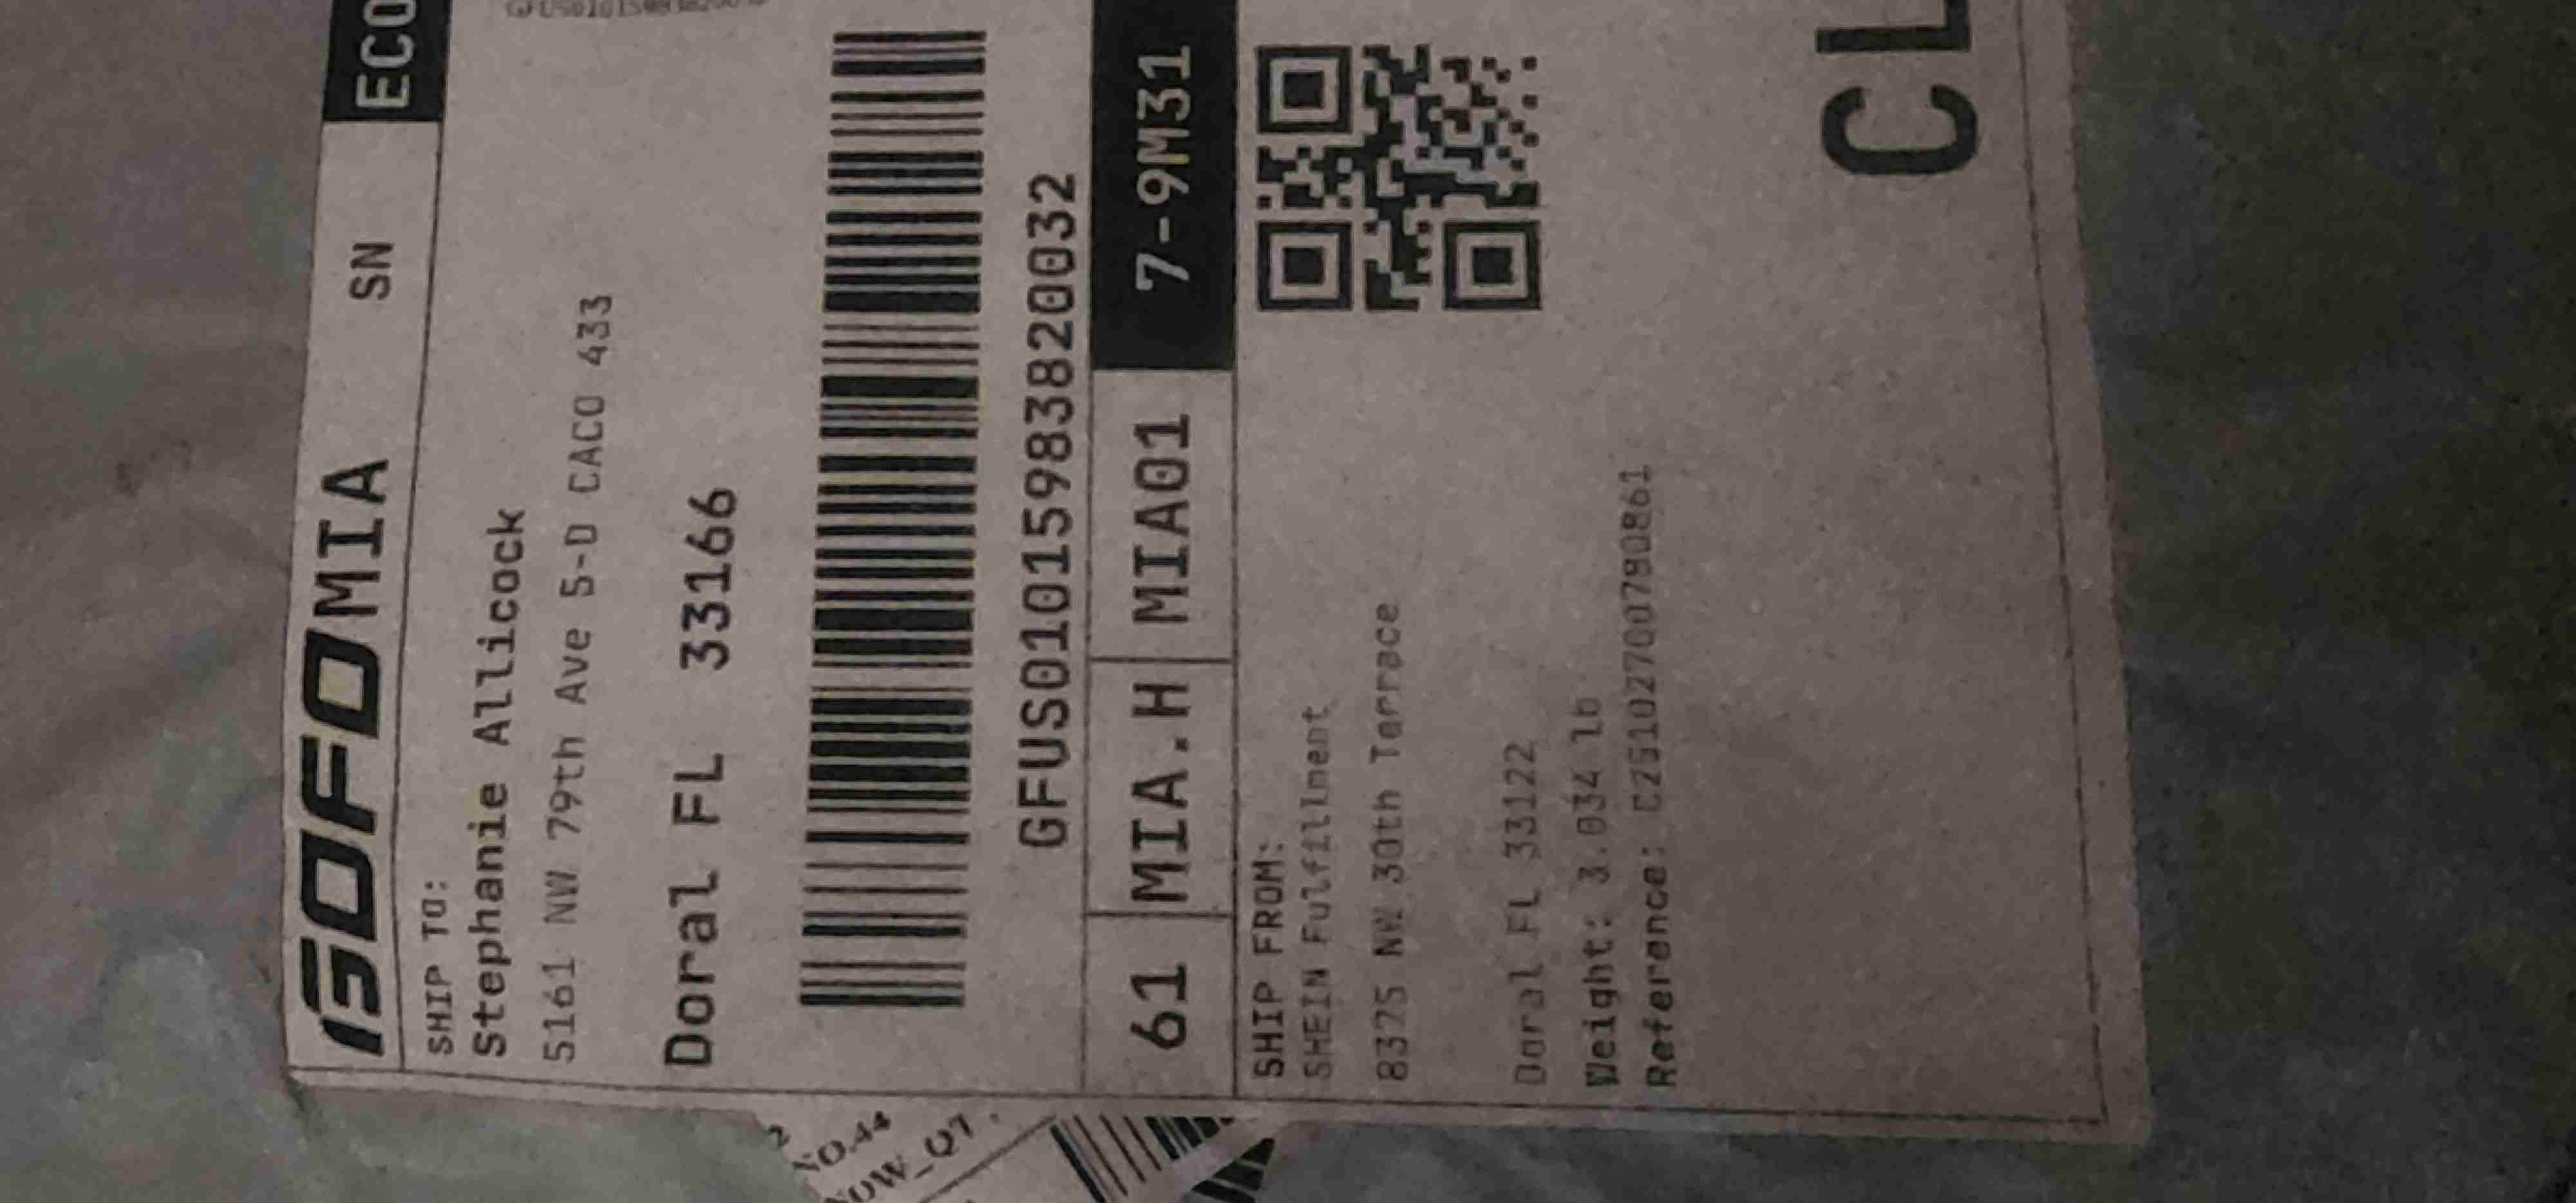 GOFO MIA SN ECO
SHIP TO:
Stephanie Allicock
5161 NW 79th Ave 5-D CACO 433
Doral FL 33166
GFUS01015983820032
61 MIA.H MIA01 7-9M31
SHIP FROM:
SHEIN Fulfillment
8375 NW 30th Terrace
Doral FL 33122
Weight: 3.034 lb
Reference:
CL
NO.44